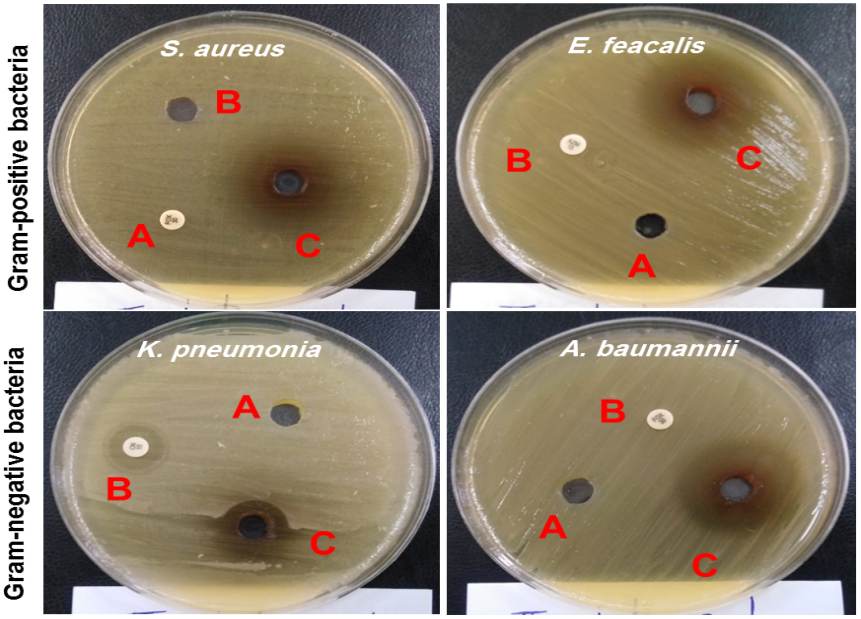 Gram-positive bacteria
S. aureus
B
A
C
E. feacalis
B
C
A
Gram-negative bacteria
K. pneumonia
A
B
C
A. baumannii
B
A
C